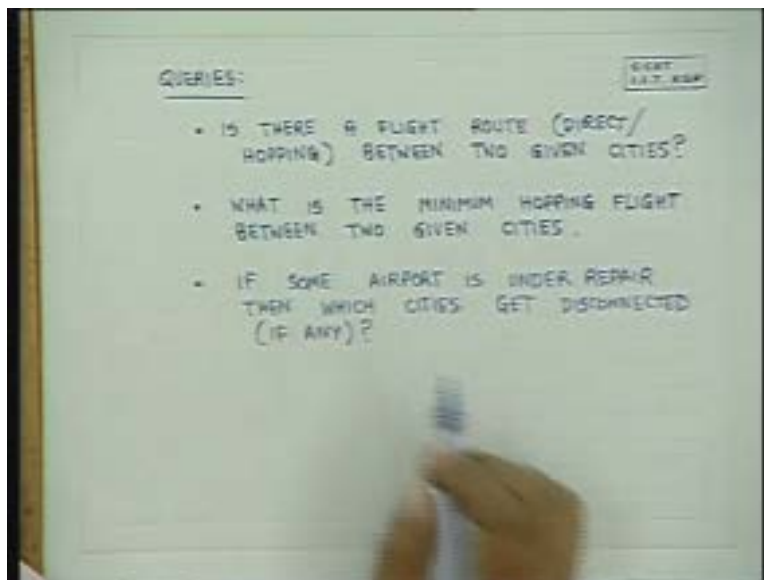 QUERIES:
I.I.T. KGP
• IS THERE A FLIGHT ROUTE (DIRECT/
HOPPING) BETWEEN TWO GIVEN CITIES?
• WHAT IS THE MINIMUM HOPPING FLIGHT
BETWEEN TWO GIVEN CITIES.
• IF SOME AIRPORT IS UNDER REPAIR
THEN WHICH CITIES GET DISCONNECTED
(IF ANY)?